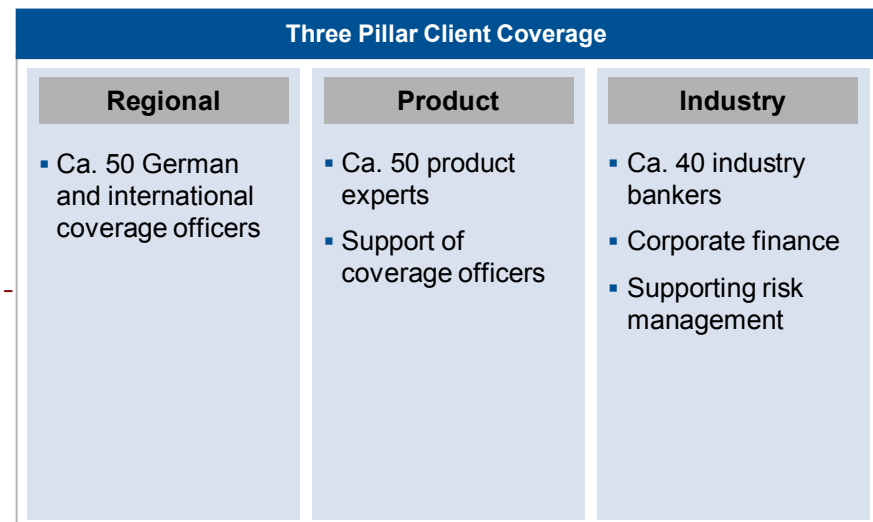 Three Pillar Client Coverage
Regional
▪ Ca. 50 German
and international
coverage officers
Product
▪ Ca. 50 product
experts
▪ Support of
coverage officers
Industry
▪ Ca. 40 industry
bankers
▪ Corporate finance
▪ Supporting risk
management